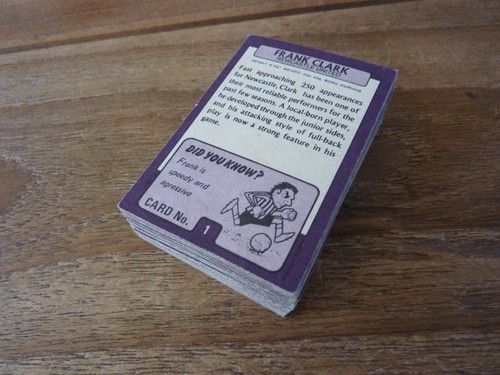 FRANK CLARK
NEWCASTLE UNITED
Fast approaching 250 appearances
for Newcastle, Clark has been one of
their most reliable performers for the
past few seasons. A local-born player,
he developed through the junior sides,
and his attacking style of full-back
play is now a strong feature in his
game.
DID YOU KNOW?
Frank is
speedy and
agressive
CARD No.
1